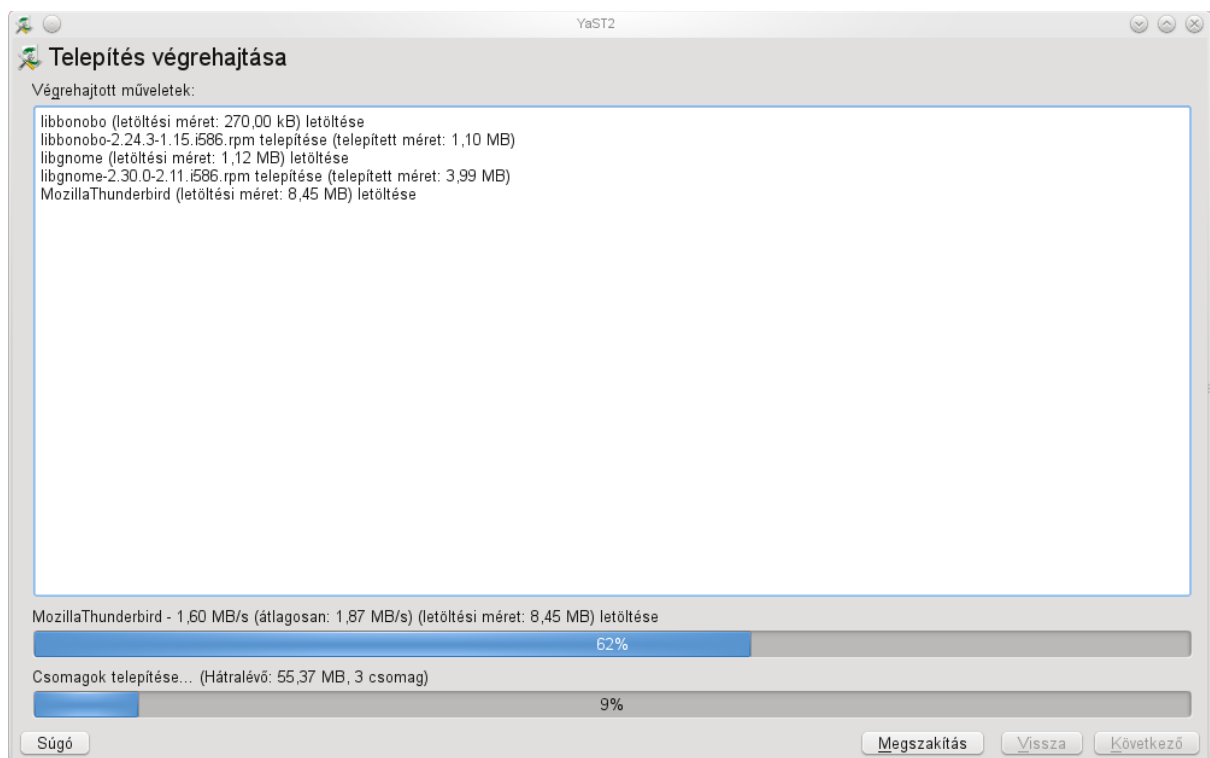 YaST2
Telepítés végrehajtása
Végrehajtott műveletek:
libbonobo (letöltési méret: 270,00 kB) letöltése
libbonobo-2.24.3-1.15.i586.rpm telepítése (telepített méret: 1,10 MB)
libgnome (letöltési méret: 1,12 MB) letöltése
libgnome-2.30.0-2.11.i586.rpm telepítése (telepített méret: 3,99 MB)
MozillaThunderbird (letöltési méret: 8,45 MB) letöltése
MozillaThunderbird - 1,60 MB/s (átlagosan: 1,87 MB/s) (letöltési méret: 8,45 MB) letöltése
62%
Csomagok telepítése... (Hátralévő: 55,37 MB, 3 csomag)
9%
Súgó Megszakítás Vissza Következő